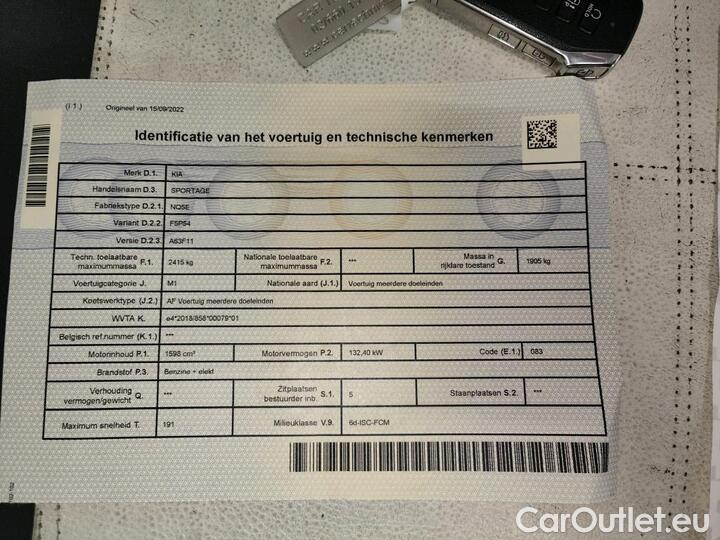 HOLD
(I 1.) Origineel van 15/09/2022
Identificatie van het voertuig en technische kenmerken
Merk D.1. KIA
Handelsnaam D.3. SPORTAGE
Fabriekstype D.2.1. NQ5E
Variant D.2.2. F5P54
Versie D.2.3. A63F11
Techn. toelaatbare maximummassa F.1. 2415 kg Nationale toelaatbare maximummassa F.2. *** Massa in rijklare toestand G. 1905 kg
Voertuigcategorie J. M1 Nationale aard (J.1.) Voertuig meerdere doeleinden
Koetswerktype (J.2.) AF Voertuig meerdere doeleinden
WVTA K. e4*2018/858*00079*01
Belgisch ref.nummer (K.1.) ***
Motorinhoud P.1. 1598 cm³ Motorvermogen P.2. 132,40 kW Code (E.1.) 083
Brandstof P.3. Benzine + elekt
Verhouding vermogen/gewicht Q. *** Zitplaatsen bestuurder inb. S.1. 5 Staanplaatsen S.2. ***
Maximum snelheid T. 191 Milieuklasse V.9. 6d-ISC-FCM
CarOutlet.eu